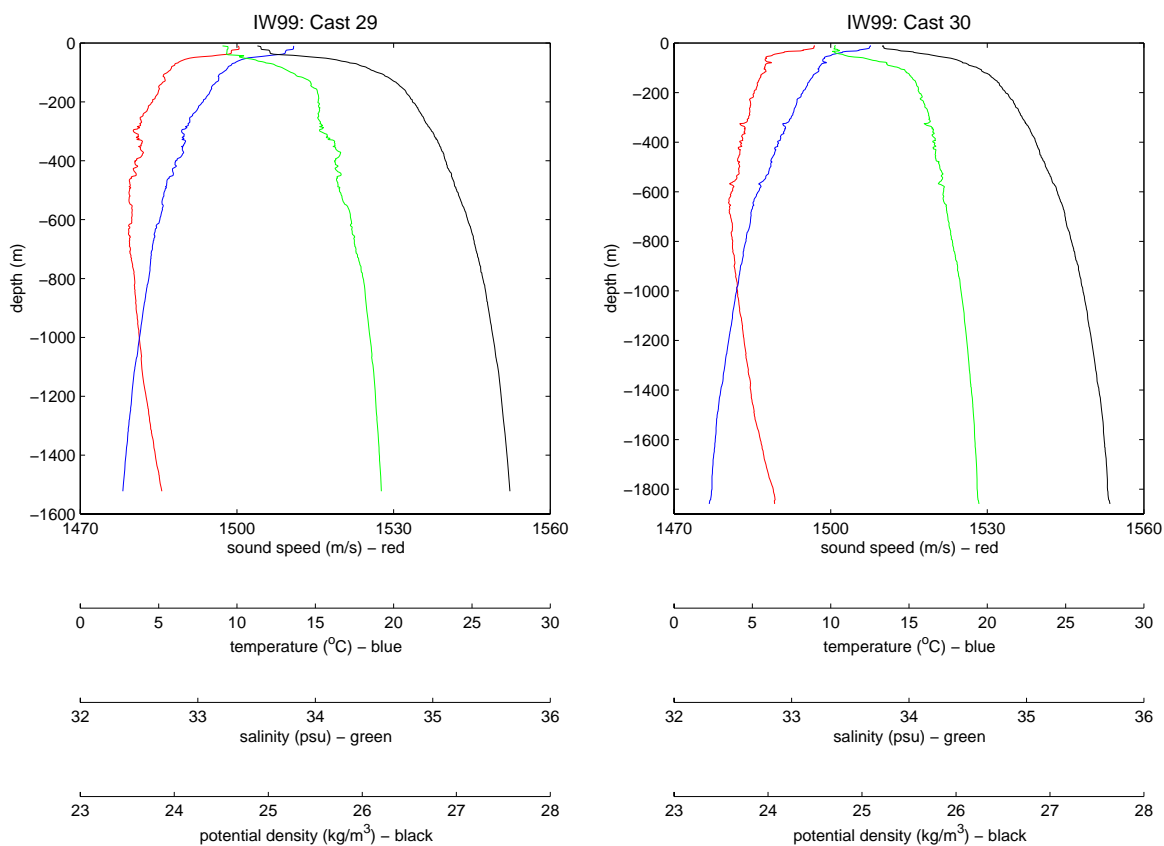 IW99: Cast 29
0
−200
−400
−600
−800
−1000
−1200
−1400
−1600
depth (m)
1470 1500 1530 1560
sound speed (m/s) − red
0 5 10 15 20 25 30
temperature (°C) − blue
32 33 34 35 36
salinity (psu) − green
23 24 25 26 27 28
potential density (kg/m³) − black
IW99: Cast 30
0
−200
−400
−600
−800
−1000
−1200
−1400
−1600
−1800
depth (m)
1470 1500 1530 1560
sound speed (m/s) − red
0 5 10 15 20 25 30
temperature (°C) − blue
32 33 34 35 36
salinity (psu) − green
23 24 25 26 27 28
potential density (kg/m³) − black